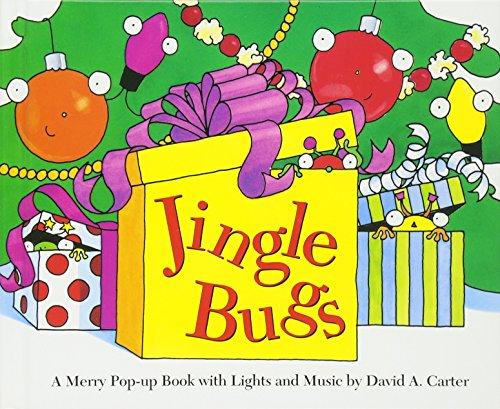 Jingle
Bugs
A Merry Pop-up Book with Lights and Music by David A. Carter